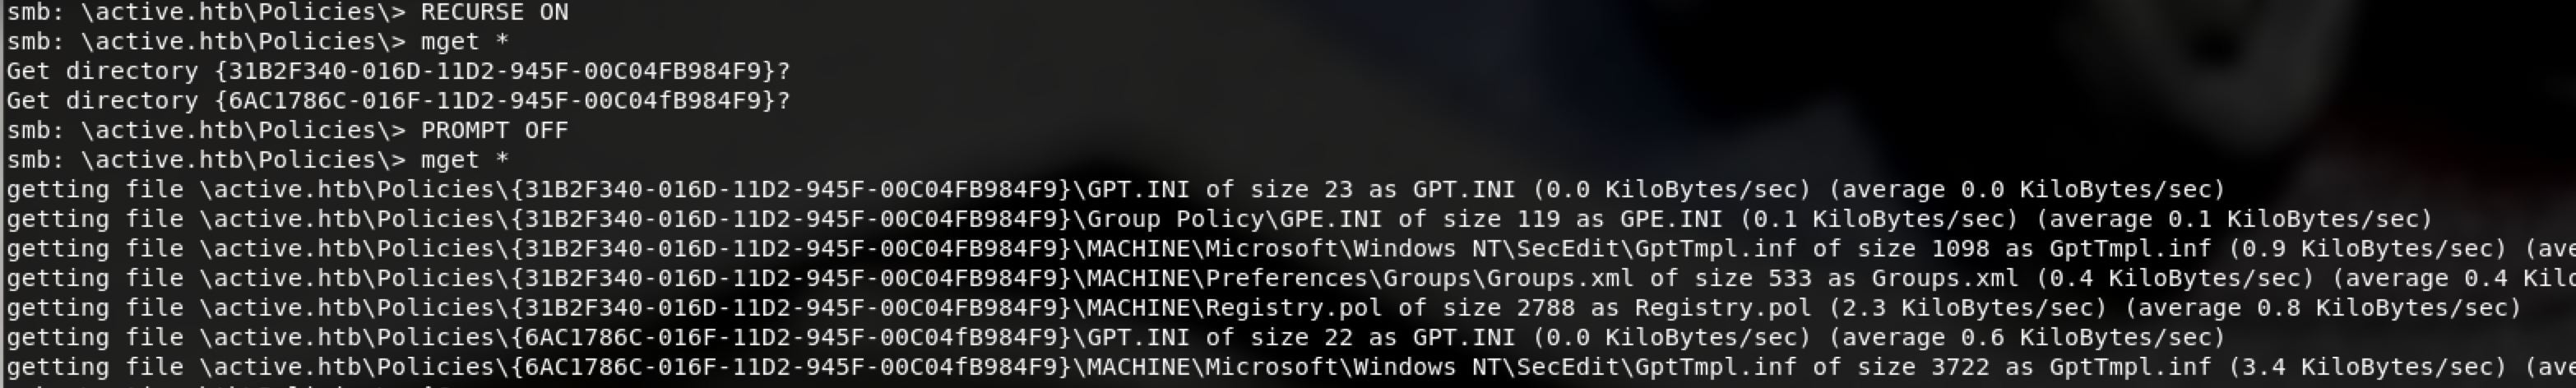 smb: \active.htb\Policies\> RECURSE ON
smb: \active.htb\Policies\> mget *
Get directory {31B2F340-016D-11D2-945F-00C04FB984F9}?
Get directory {6AC1786C-016F-11D2-945F-00C04fB984F9}?
smb: \active.htb\Policies\> PROMPT OFF
smb: \active.htb\Policies\> mget *
getting file \active.htb\Policies\{31B2F340-016D-11D2-945F-00C04FB984F9}\GPT.INI of size 23 as GPT.INI (0.0 KiloBytes/sec) (average 0.0 KiloBytes/sec)
getting file \active.htb\Policies\{31B2F340-016D-11D2-945F-00C04FB984F9}\Group Policy\GPE.INI of size 119 as GPE.INI (0.1 KiloBytes/sec) (average 0.1 KiloBytes/sec)
getting file \active.htb\Policies\{31B2F340-016D-11D2-945F-00C04FB984F9}\MACHINE\Microsoft\Windows NT\SecEdit\GptTmpl.inf of size 1098 as GptTmpl.inf (0.9 KiloBytes/sec) (ave
getting file \active.htb\Policies\{31B2F340-016D-11D2-945F-00C04FB984F9}\MACHINE\Preferences\Groups\Groups.xml of size 533 as Groups.xml (0.4 KiloBytes/sec) (average 0.4 Kilo
getting file \active.htb\Policies\{31B2F340-016D-11D2-945F-00C04FB984F9}\MACHINE\Registry.pol of size 2788 as Registry.pol (2.3 KiloBytes/sec) (average 0.8 KiloBytes/sec)
getting file \active.htb\Policies\{6AC1786C-016F-11D2-945F-00C04fB984F9}\GPT.INI of size 22 as GPT.INI (0.0 KiloBytes/sec) (average 0.6 KiloBytes/sec)
getting file \active.htb\Policies\{6AC1786C-016F-11D2-945F-00C04fB984F9}\MACHINE\Microsoft\Windows NT\SecEdit\GptTmpl.inf of size 3722 as GptTmpl.inf (3.4 KiloBytes/sec) (ave